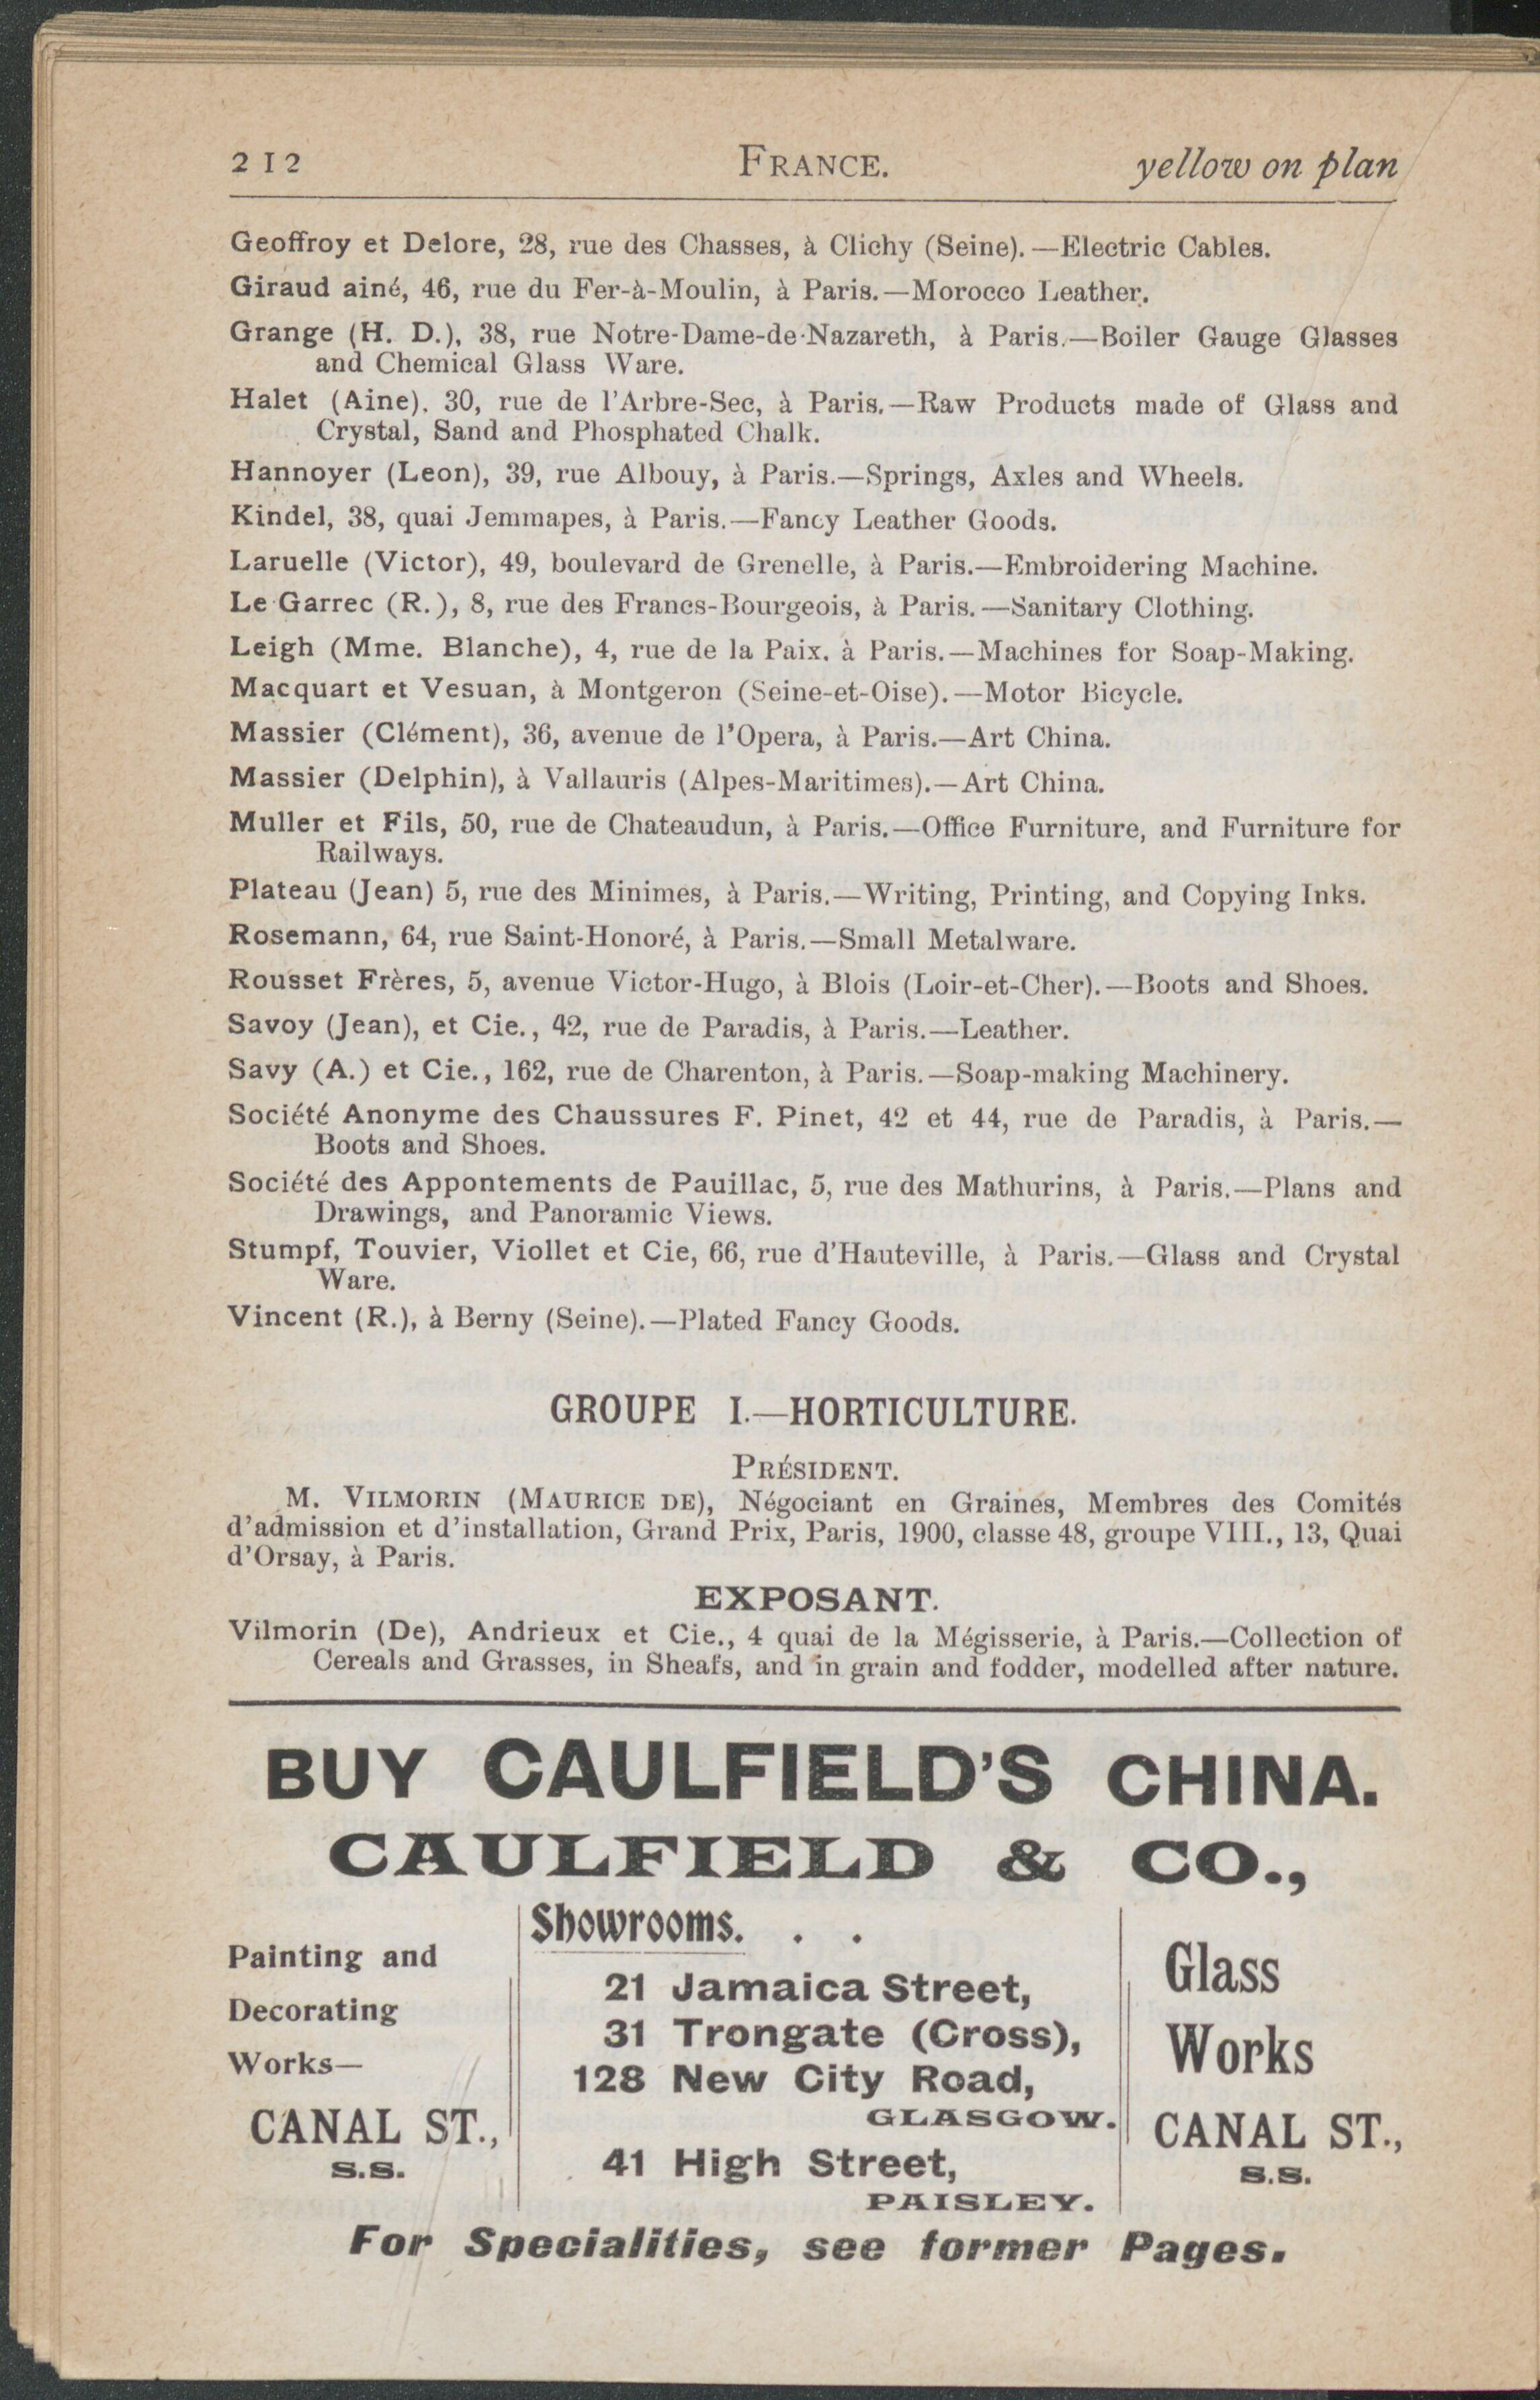 212 FRANCE. yellow on plan
Geoffroy et Delore, 28, rue des Chasses, à Clichy (Seine).—Electric Cables.
Giraud ainé, 46, rue du Fer-à-Moulin, à Paris.—Morocco Leather.
Grange (H. D.), 38, rue Notre-Dame-de-Nazareth, à Paris.—Boiler Gauge Glasses
and Chemical Glass Ware.
Halet (Aine). 30, rue de l'Arbre-Sec, à Paris.—Raw Products made of Glass and
Crystal, Sand and Phosphated Chalk.
Hannoyer (Leon), 39, rue Albouy, à Paris.—Springs, Axles and Wheels.
Kindel, 38, quai Jemmapes, à Paris.—Fancy Leather Goods.
Laruelle (Victor), 49, boulevard de Grenelle, à Paris.—Embroidering Machine.
Le Garrec (R.), 8, rue des Francs-Bourgeois, à Paris.—Sanitary Clothing.
Leigh (Mme. Blanche), 4, rue de la Paix. à Paris.—Machines for Soap-Making.
Macquart et Vesuan, à Montgeron (Seine-et-Oise).—Motor Bicycle.
Massier (Clément), 36, avenue de l'Opera, à Paris.—Art China.
Massier (Delphin), à Vallauris (Alpes-Maritimes).—Art China.
Muller et Fils, 50, rue de Chateaudun, à Paris.—Office Furniture, and Furniture for
Railways.
Plateau (Jean) 5, rue des Minimes, à Paris.—Writing, Printing, and Copying Inks.
Rosemann, 64, rue Saint-Honoré, à Paris.—Small Metalware.
Rousset Frères, 5, avenue Victor-Hugo, à Blois (Loir-et-Cher).—Boots and Shoes.
Savoy (Jean), et Cie., 42, rue de Paradis, à Paris.—Leather.
Savy (A.) et Cie., 162, rue de Charenton, à Paris.—Soap-making Machinery.
Société Anonyme des Chaussures F. Pinet, 42 et 44, rue de Paradis, à Paris.—
Boots and Shoes.
Société des Appontements de Pauillac, 5, rue des Mathurins, à Paris.—Plans and
Drawings, and Panoramic Views.
Stumpf, Touvier, Viollet et Cie, 66, rue d'Hauteville, à Paris.—Glass and Crystal
Ware.
Vincent (R.), à Berny (Seine).—Plated Fancy Goods.
GROUPE I.—HORTICULTURE.
PRÉSIDENT.
M. VILMORIN (MAURICE DE), Négociant en Graines, Membres des Comités
d'admission et d'installation, Grand Prix, Paris, 1900, classe 48, groupe VIII., 13, Quai
d'Orsay, à Paris.
EXPOSANT.
Vilmorin (De), Andrieux et Cie., 4 quai de la Mégisserie, à Paris.—Collection of
Cereals and Grasses, in Sheafs, and in grain and fodder, modelled after nature.
BUY CAULFIELD'S CHINA.
CAULFIELD & CO.,
Painting and
Decorating
Works—
CANAL ST.,
S.S.
Showrooms. . .
21 Jamaica Street,
31 Trongate (Cross),
128 New City Road,
GLASGOW.
41 High Street,
PAISLEY.
Glass
Works
CANAL ST.,
S.S.
For Specialities, see former Pages.